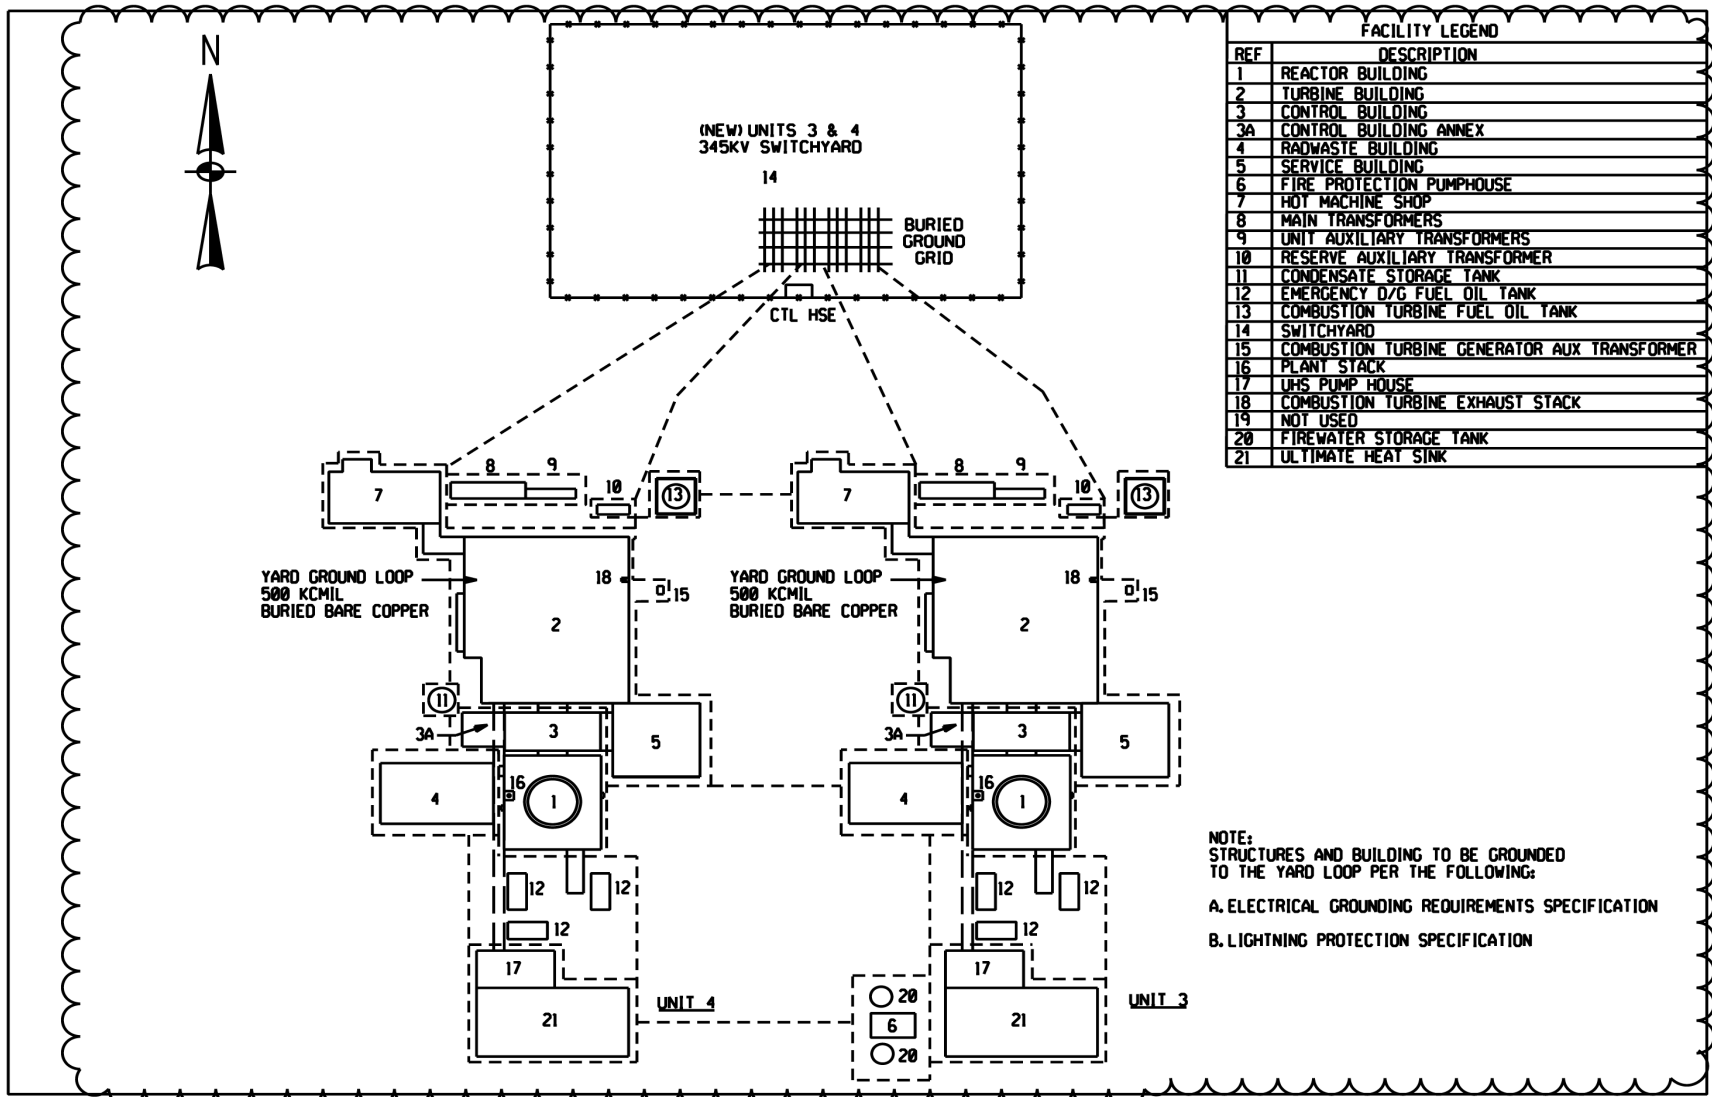 N
(NEW) UNITS 3 & 4
345KV SWITCHYARD
14
BURIED
GROUND
GRID
CTL HSE
FACILITY LEGEND
REF DESCRIPTION
1 REACTOR BUILDING
2 TURBINE BUILDING
3 CONTROL BUILDING
3A CONTROL BUILDING ANNEX
4 RADWASTE BUILDING
5 SERVICE BUILDING
6 FIRE PROTECTION PUMPHOUSE
7 HOT MACHINE SHOP
8 MAIN TRANSFORMERS
9 UNIT AUXILIARY TRANSFORMERS
10 RESERVE AUXILIARY TRANSFORMER
11 CONDENSATE STORAGE TANK
12 EMERGENCY D/G FUEL OIL TANK
13 COMBUSTION TURBINE FUEL OIL TANK
14 SWITCHYARD
15 COMBUSTION TURBINE GENERATOR AUX TRANSFORMER
16 PLANT STACK
17 UHS PUMP HOUSE
18 COMBUSTION TURBINE EXHAUST STACK
19 NOT USED
20 FIREWATER STORAGE TANK
21 ULTIMATE HEAT SINK
8 9
7 10 13
YARD GROUND LOOP
500 KCMIL
BURIED BARE COPPER
18
15
2
11
3A
3
5
4
16
1
12 12
12
17
21
UNIT 4
8 9
7 10 13
YARD GROUND LOOP
500 KCMIL
BURIED BARE COPPER
18
15
2
11
3A
3
5
4
16
1
12 12
12
17
21
20
6
20
UNIT 3
NOTE:
STRUCTURES AND BUILDING TO BE GROUNDED
TO THE YARD LOOP PER THE FOLLOWING:
A. ELECTRICAL GROUNDING REQUIREMENTS SPECIFICATION
B. LIGHTNING PROTECTION SPECIFICATION